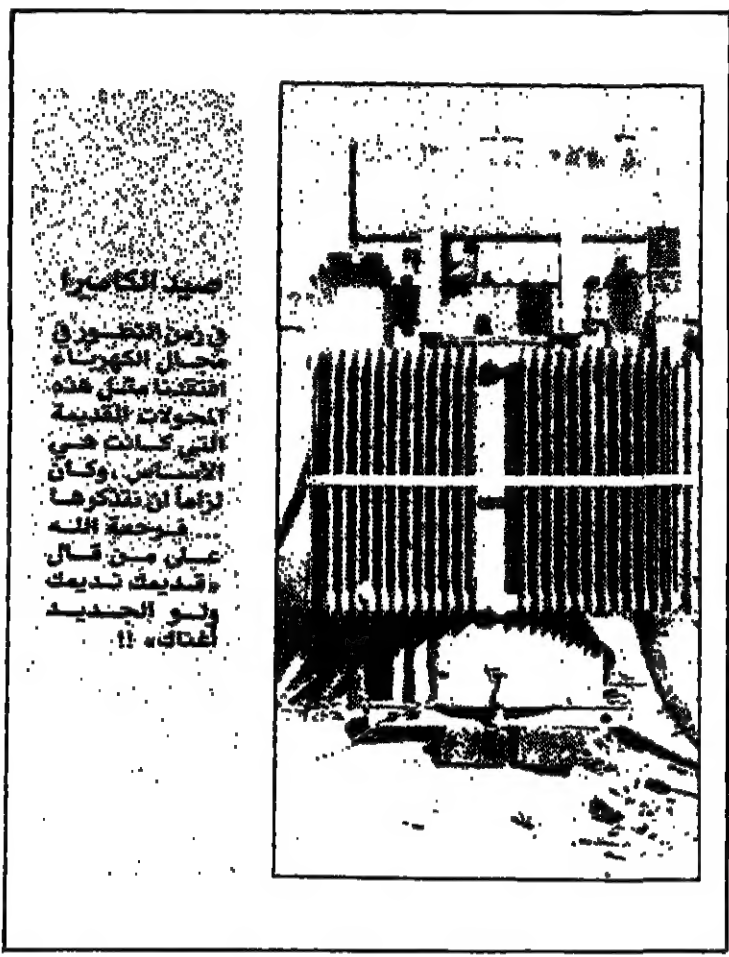 صيد الكاميرا
في زمن التطور في
مجال الكهرباء
افتقدنا مثل هذه
المحولات القديمة
التي كانت هي
الأساس وكان
لزاماً ان نتذكرها
... فرحمة الله
على من قال
«قديمك نديمك
ولو الجديد
أغناك» !!